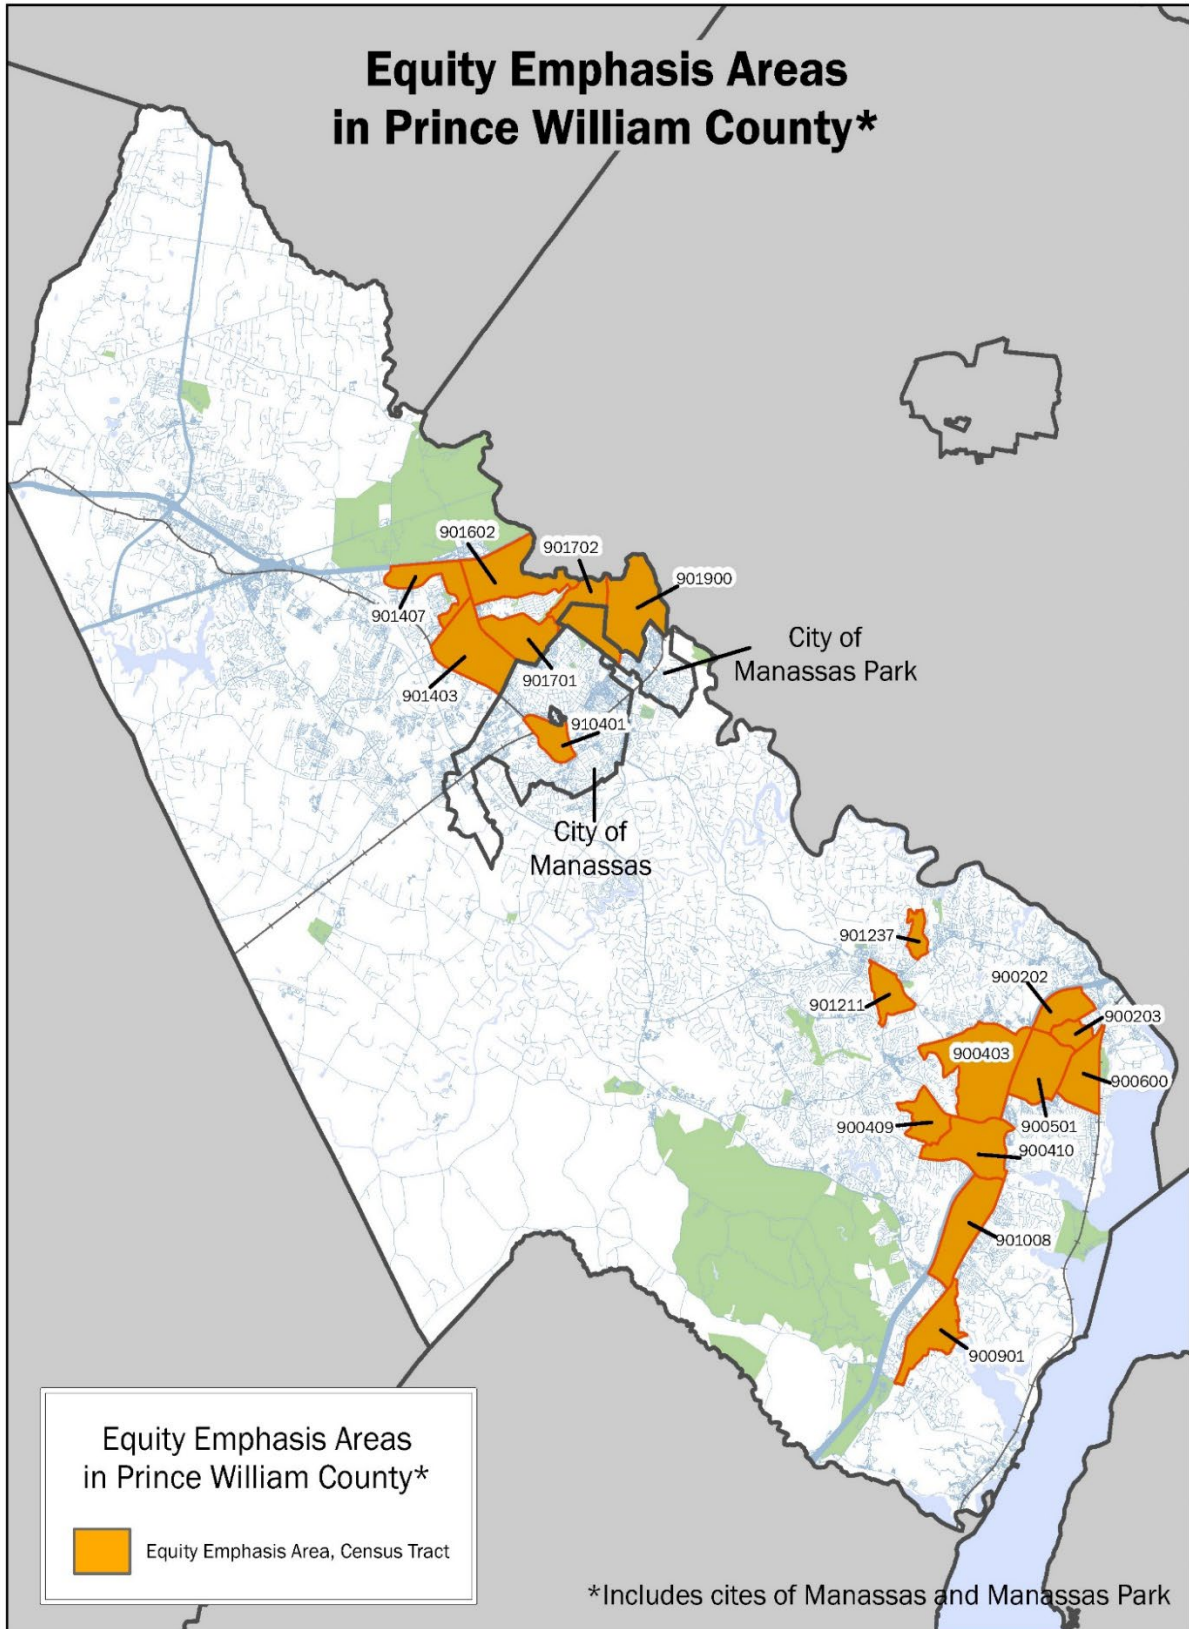 Equity Emphasis Areas
in Prince William County*
901602
901702
901900
901407
City of
Manassas Park
901701
901403
910401
City of
Manassas
901237
900202
901211
900203
900403
900600
900409
900501
900410
901008
900901
Equity Emphasis Areas
in Prince William County*
Equity Emphasis Area, Census Tract
*Includes cites of Manassas and Manassas Park